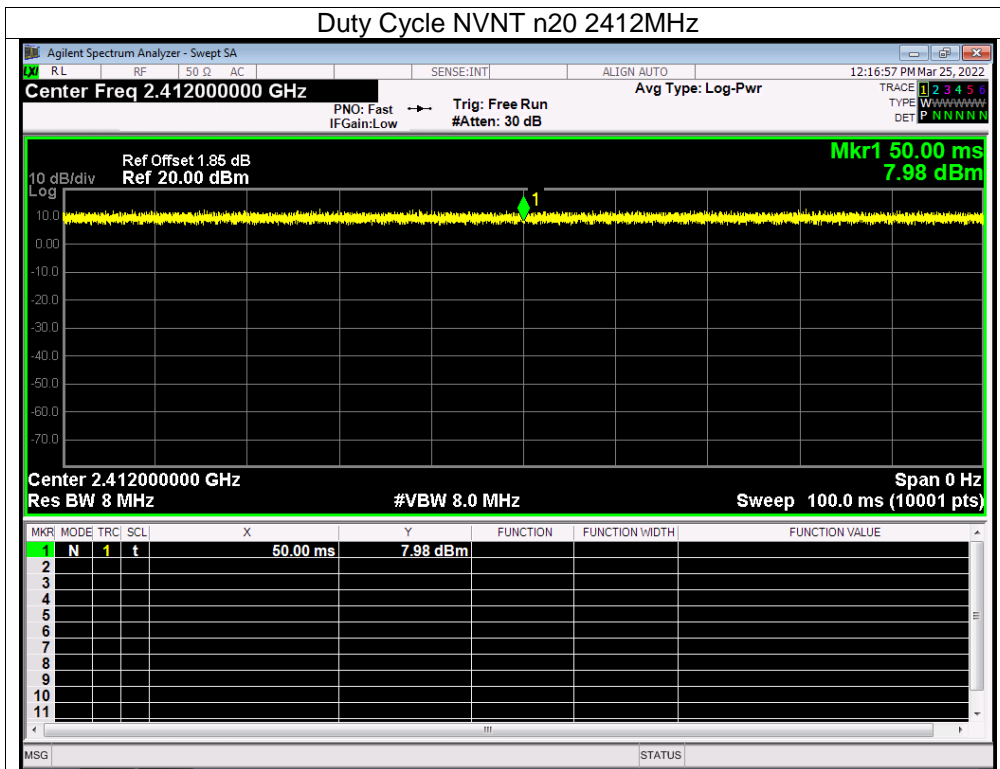 Duty Cycle NVNT n20 2412MHz
Agilent Spectrum Analyzer - Swept SA
LXI RL RF 50 Ω AC SENSE:INT ALIGN AUTO 12:16:57 PM Mar 25, 2022
Center Freq 2.412000000 GHz Avg Type: Log-Pwr TRACE 1 2 3 4 5 6
PNO: Fast Trig: Free Run TYPE WWWWWW
IFGain:Low #Atten: 30 dB DET P N N N N N
Mkr1 50.00 ms
Ref Offset 1.85 dB
10 dB/div Ref 20.00 dBm 7.98 dBm
Log
1
10.0
0.00
-10.0
-20.0
-30.0
-40.0
-50.0
-60.0
-70.0
Center 2.412000000 GHz Span 0 Hz
Res BW 8 MHz #VBW 8.0 MHz Sweep 100.0 ms (10001 pts)
MKR MODE TRC SCL X Y FUNCTION FUNCTION WIDTH FUNCTION VALUE
1 N 1 t 50.00 ms 7.98 dBm
2
3
4
5
6
7
8
9
10
11
MSG STATUS